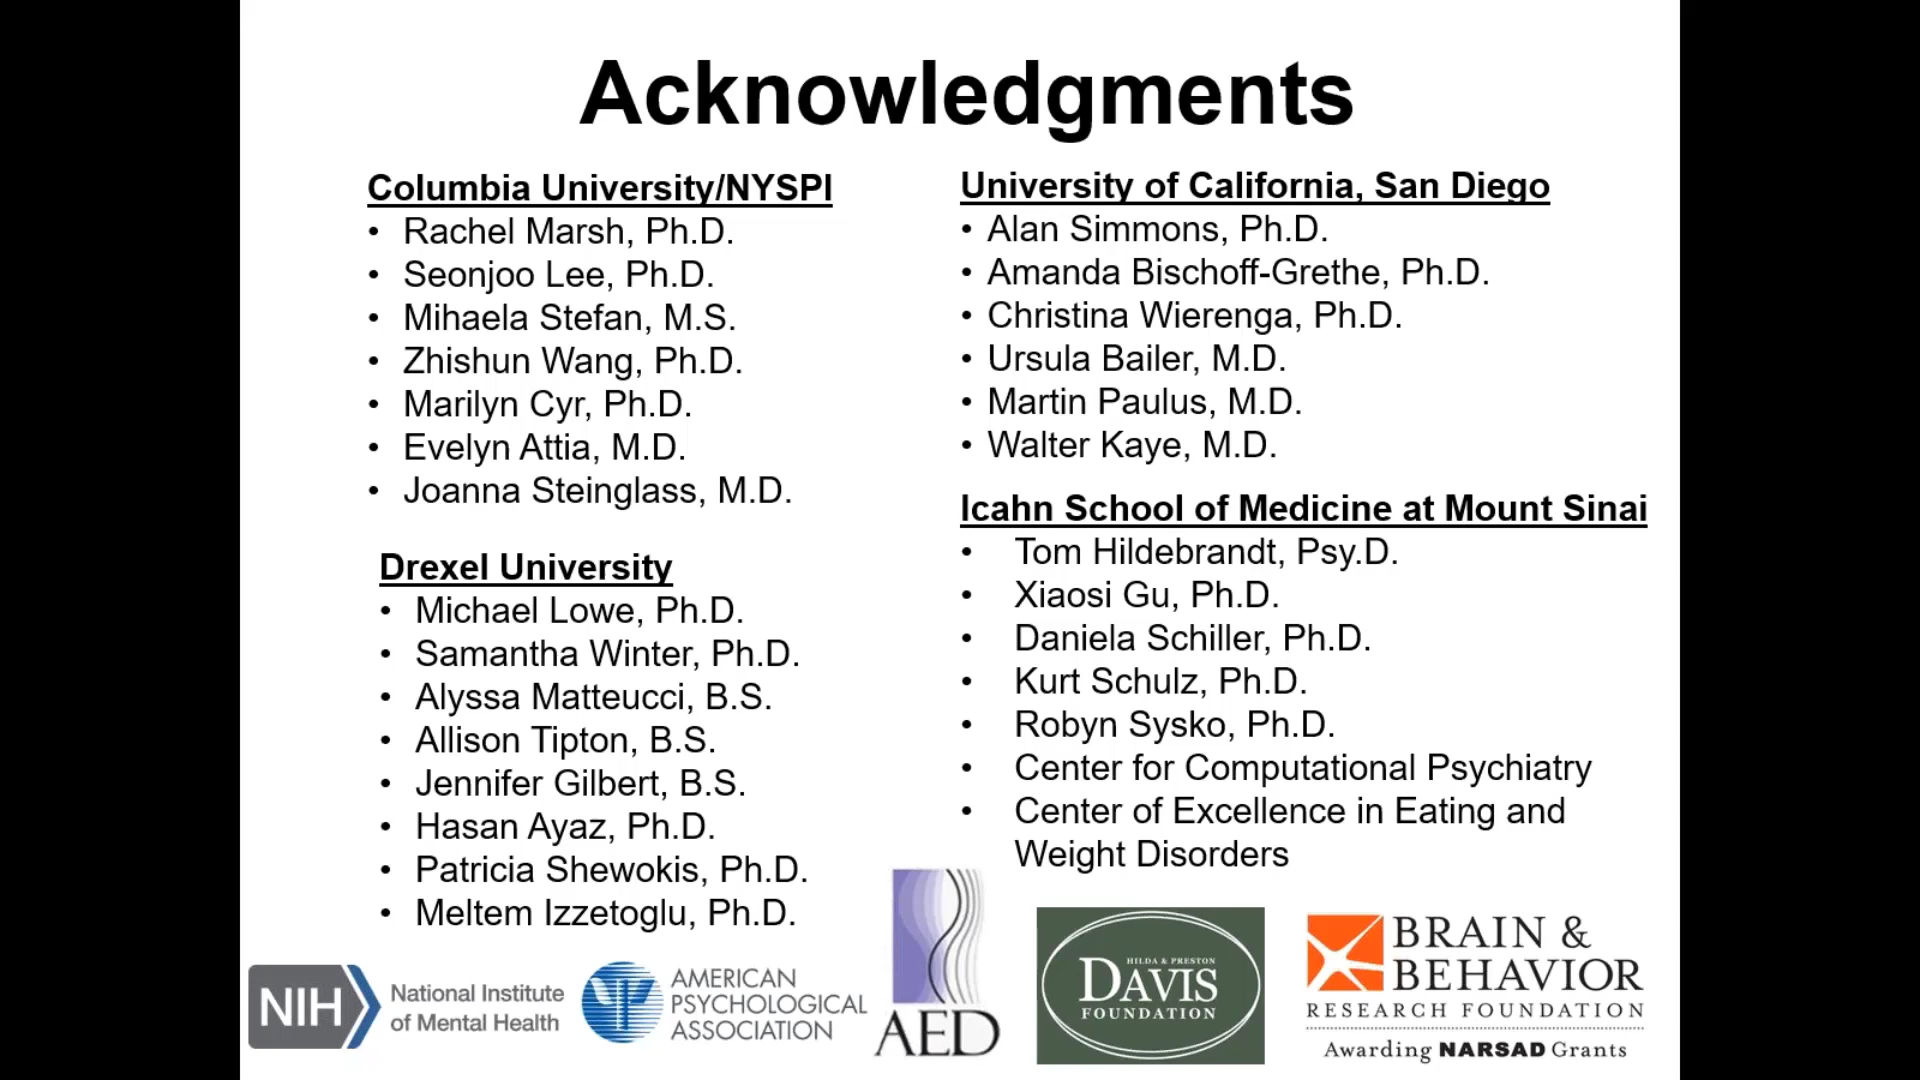 Acknowledgments
Columbia University/NYSPI
• Rachel Marsh, Ph.D.
• Seonjoo Lee, Ph.D.
• Mihaela Stefan, M.S.
• Zhishun Wang, Ph.D.
• Marilyn Cyr, Ph.D.
• Evelyn Attia, M.D.
• Joanna Steinglass, M.D.
Drexel University
• Michael Lowe, Ph.D.
• Samantha Winter, Ph.D.
• Alyssa Matteucci, B.S.
• Allison Tipton, B.S.
• Jennifer Gilbert, B.S.
• Hasan Ayaz, Ph.D.
• Patricia Shewokis, Ph.D.
• Meltem Izzetoglu, Ph.D.
University of California, San Diego
• Alan Simmons, Ph.D.
• Amanda Bischoff-Grethe, Ph.D.
• Christina Wierenga, Ph.D.
• Ursula Bailer, M.D.
• Martin Paulus, M.D.
• Walter Kaye, M.D.
Icahn School of Medicine at Mount Sinai
• Tom Hildebrandt, Psy.D.
• Xiaosi Gu, Ph.D.
• Daniela Schiller, Ph.D.
• Kurt Schulz, Ph.D.
• Robyn Sysko, Ph.D.
• Center for Computational Psychiatry
• Center of Excellence in Eating and
Weight Disorders
NIH
National Institute
of Mental Health
AMERICAN
PSYCHOLOGICAL
ASSOCIATION
AED
HILDA & PRESTON
DAVIS
FOUNDATION
BRAIN &
BEHAVIOR
RESEARCH FOUNDATION
Awarding NARSAD Grants